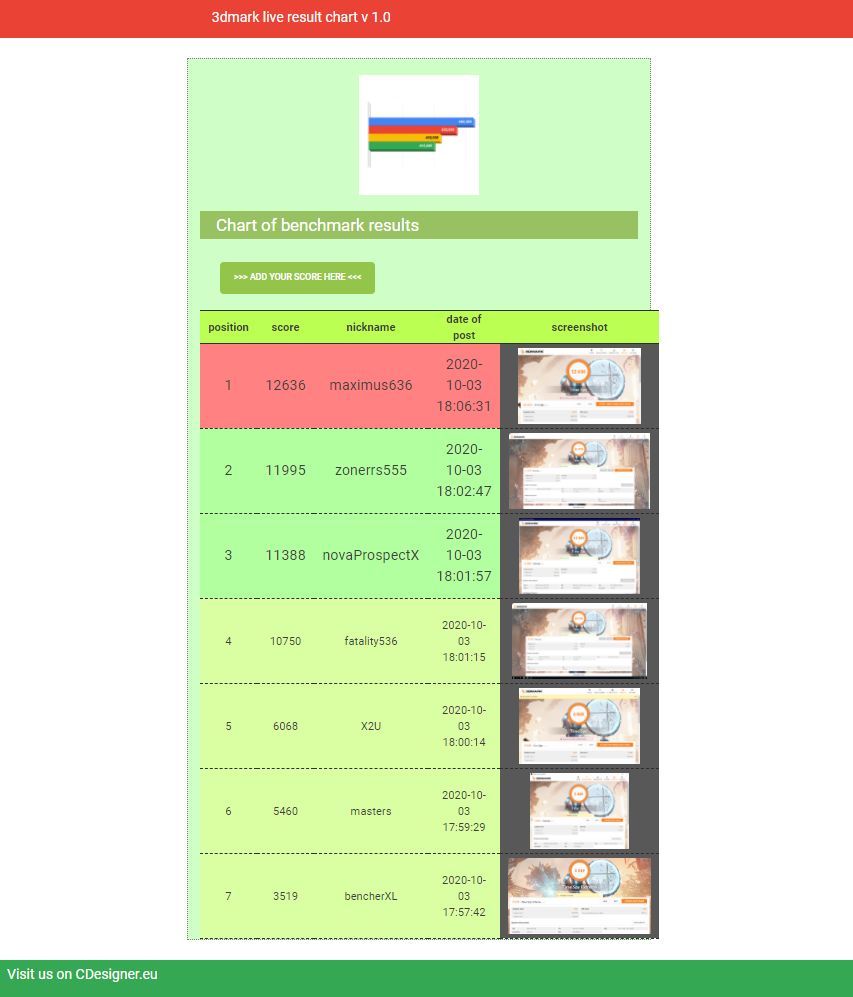 3dmark live result chart v 1.0
Chart of benchmark results
>>> ADD YOUR SCORE HERE <<<
position score nickname date of post screenshot
1 12636 maximus636 2020-10-03 18:06:31
2 11995 zonerrs555 2020-10-03 18:02:47
3 11388 novaProspectX 2020-10-03 18:01:57
4 10750 fatality536 2020-10-03 18:01:15
5 6068 X2U 2020-10-03 18:00:14
6 5460 masters 2020-10-03 17:59:29
7 3519 bencherXL 2020-10-03 17:57:42
Visit us on CDesigner.eu